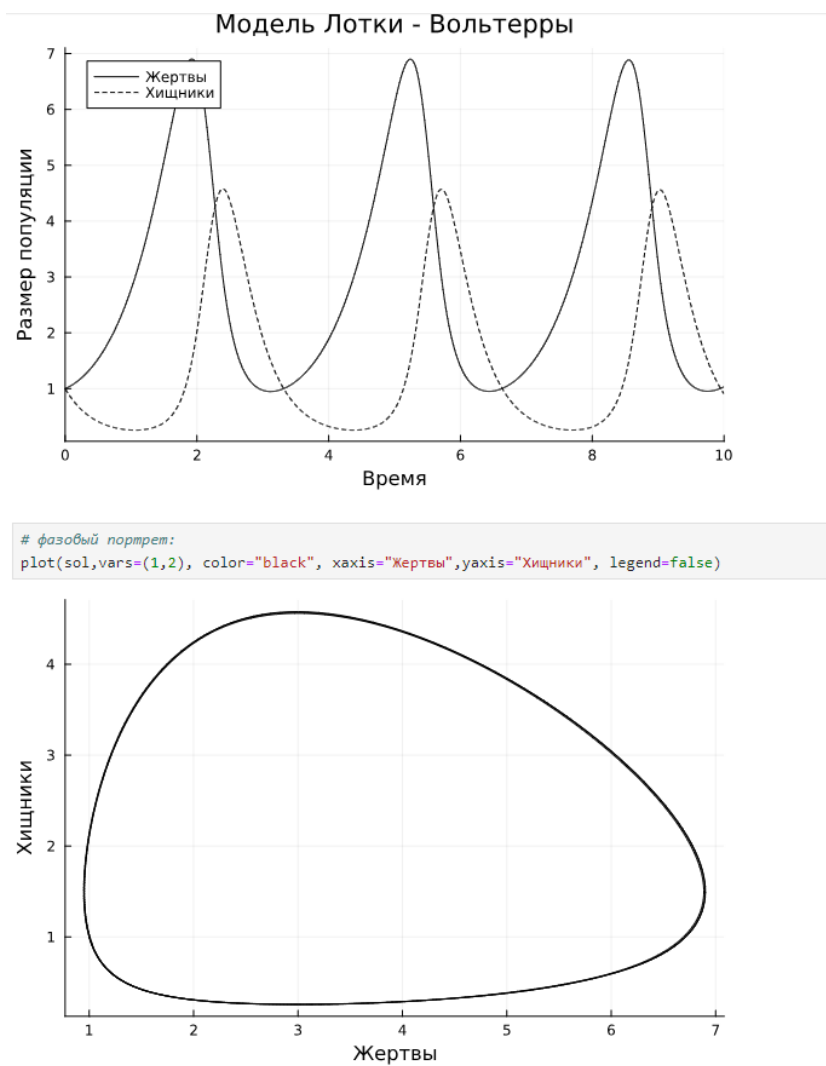 Модель Лотки - Вольтерры
7
6
5
4
3
2
1
Размер популяции
Жертвы
Хищники
0 2 4 6 8 10
Время
# фазовый портрет:
plot(sol,vars=(1,2), color="black", xaxis="Жертвы",yaxis="Хищники", legend=false)
4
3
2
1
Хищники
1 2 3 4 5 6 7
Жертвы